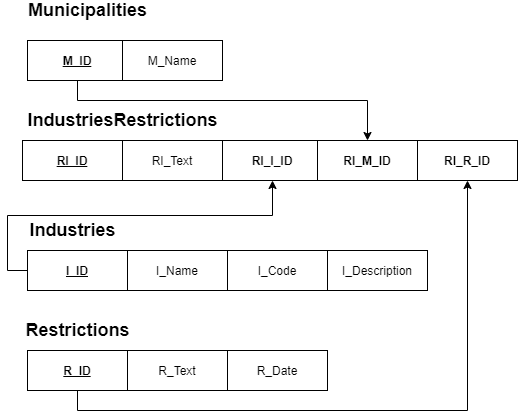 Municipalities
M_ID M_Name
IndustriesRestrictions
RI_ID RI_Text RI_I_ID RI_M_ID RI_R_ID
Industries
I_ID I_Name I_Code I_Description
Restrictions
R_ID R_Text R_Date